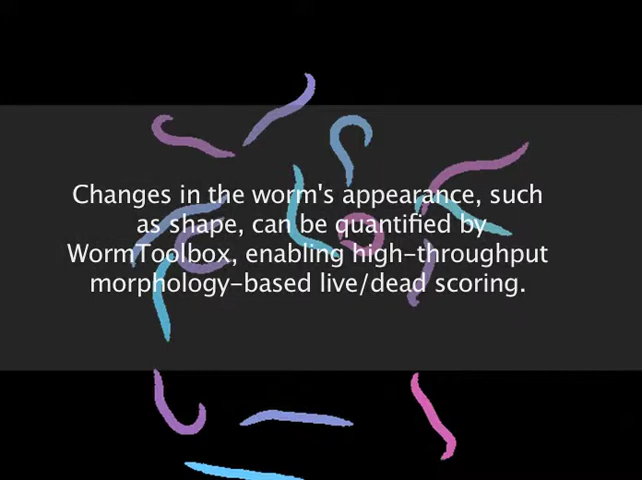 Changes in the worm's appearance, such
as shape, can be quantified by
WormToolbox, enabling high-throughput
morphology-based live/dead scoring.